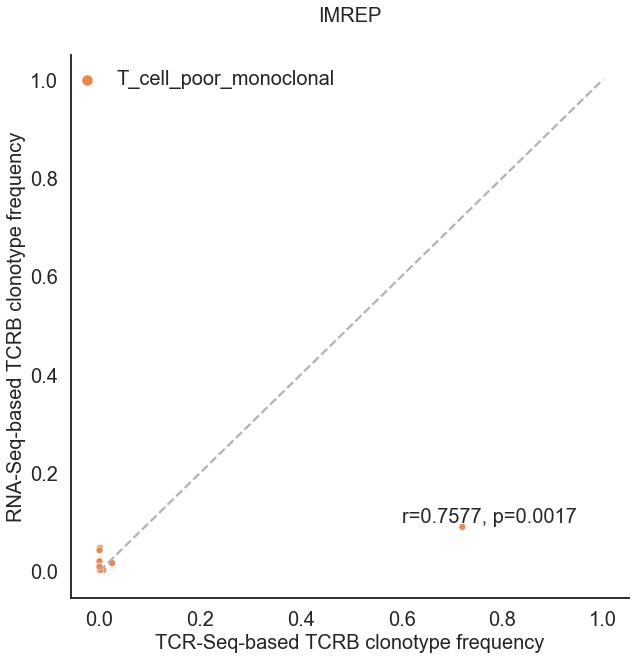 IMREP
T_cell_poor_monoclonal
RNA-Seq-based TCRB clonotype frequency
1.0
0.8
0.6
0.4
0.2
0.0
r=0.7577, p=0.0017
0.0 0.2 0.4 0.6 0.8 1.0
TCR-Seq-based TCRB clonotype frequency